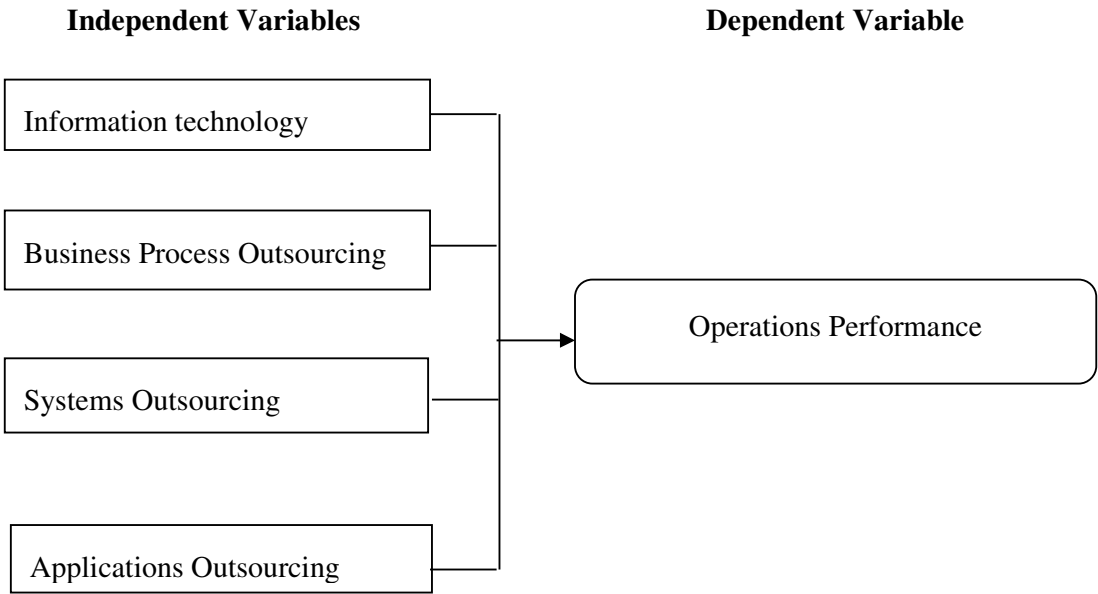 Independent Variables
Dependent Variable
Information technology
Business Process Outsourcing
Operations Performance
Systems Outsourcing
Applications Outsourcing